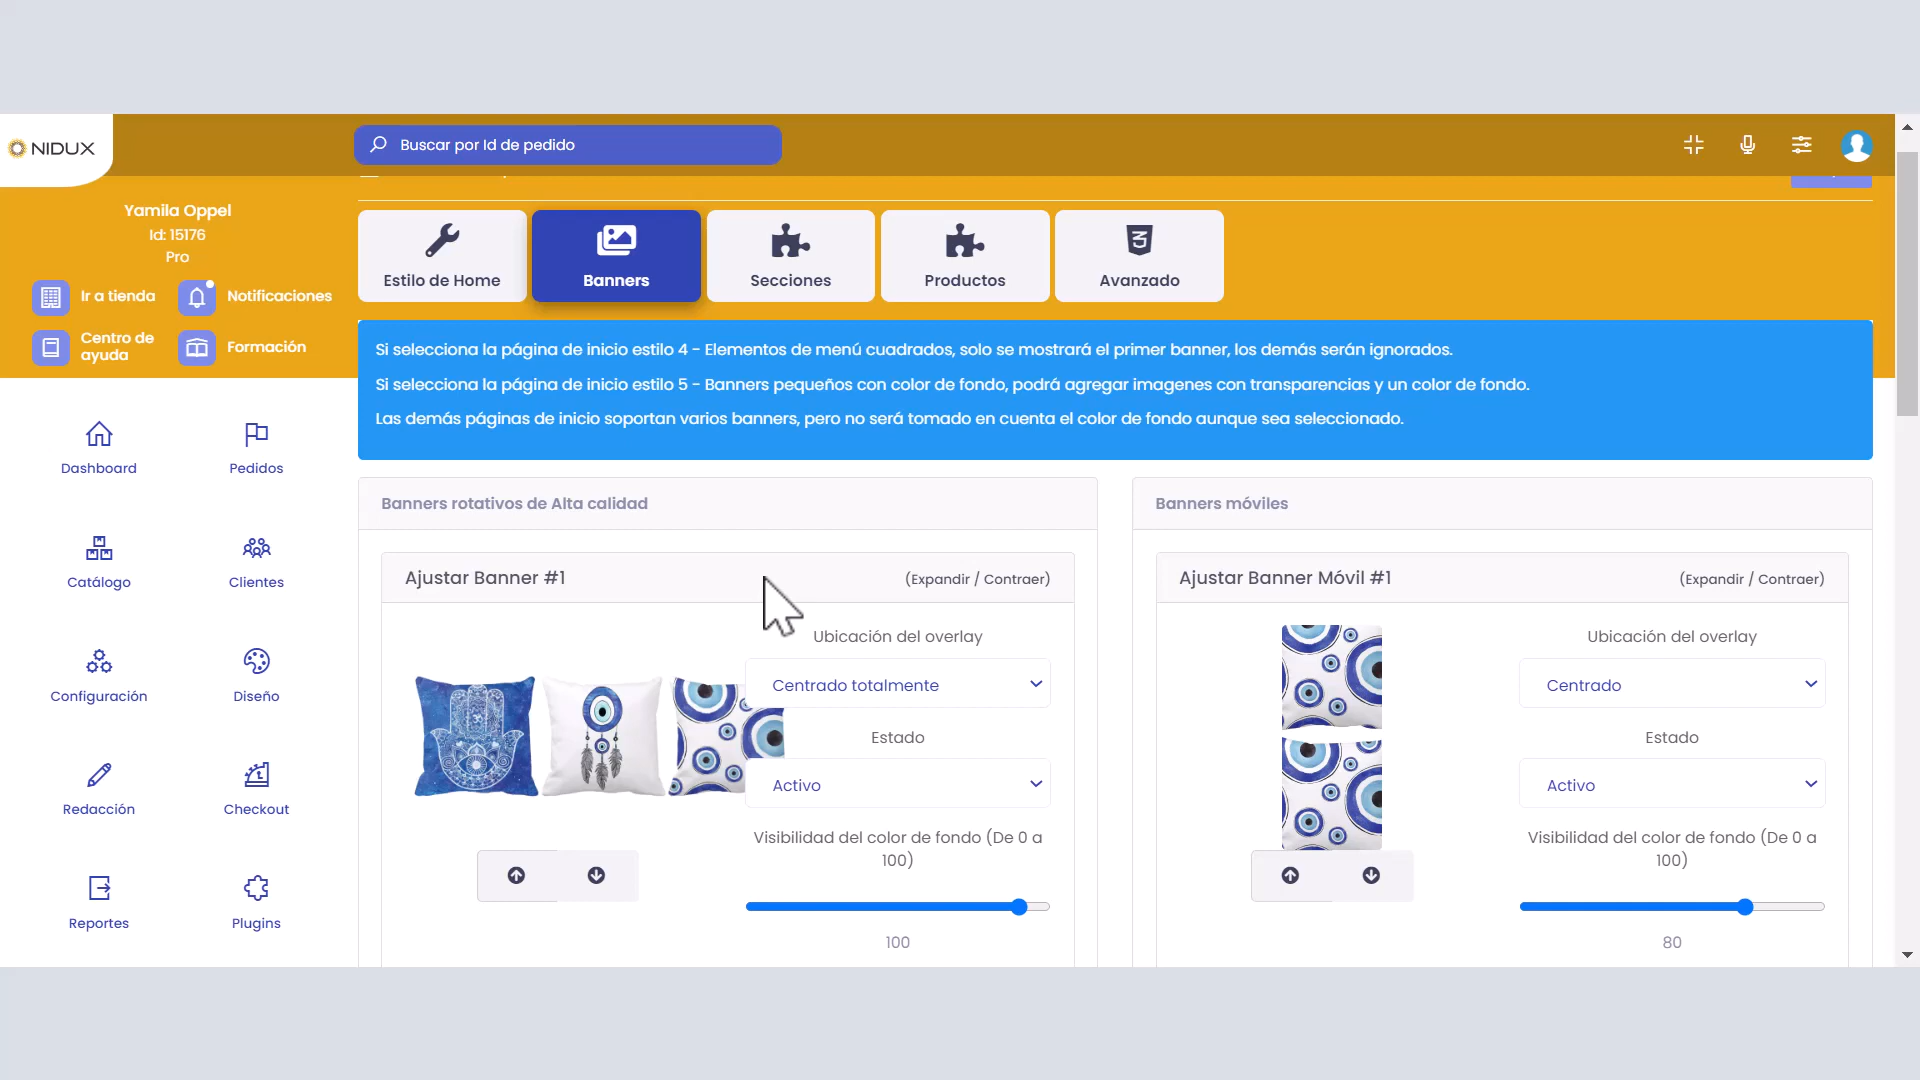 NIDUX
Buscar por Id de pedido
Yamila Oppel
Id: 15176
Pro
Ir a tienda
Notificaciones
Centro de
ayuda
Formación
Estilo de Home
Banners
Secciones
Productos
Avanzado
Si selecciona la página de inicio estilo 4 - Elementos de menú cuadrados, solo se mostrará el primer banner, los demás serán ignorados.
Si selecciona la página de inicio estilo 5 - Banners pequeños con color de fondo, podrá agregar imagenes con transparencias y un color de fondo.
Las demás páginas de inicio soportan varios banners, pero no será tomado en cuenta el color de fondo aunque sea seleccionado.
Dashboard
Pedidos
Catálogo
Clientes
Configuración
Diseño
Redacción
Checkout
Reportes
Plugins
Banners rotativos de Alta calidad
Ajustar Banner #1
(Expandir / Contraer)
Ubicación del overlay
Centrado totalmente
Estado
Activo
Visibilidad del color de fondo (De 0 a
100)
100
Banners móviles
Ajustar Banner Móvil #1
(Expandir / Contraer)
Ubicación del overlay
Centrado
Estado
Activo
Visibilidad del color de fondo (De 0 a
100)
80